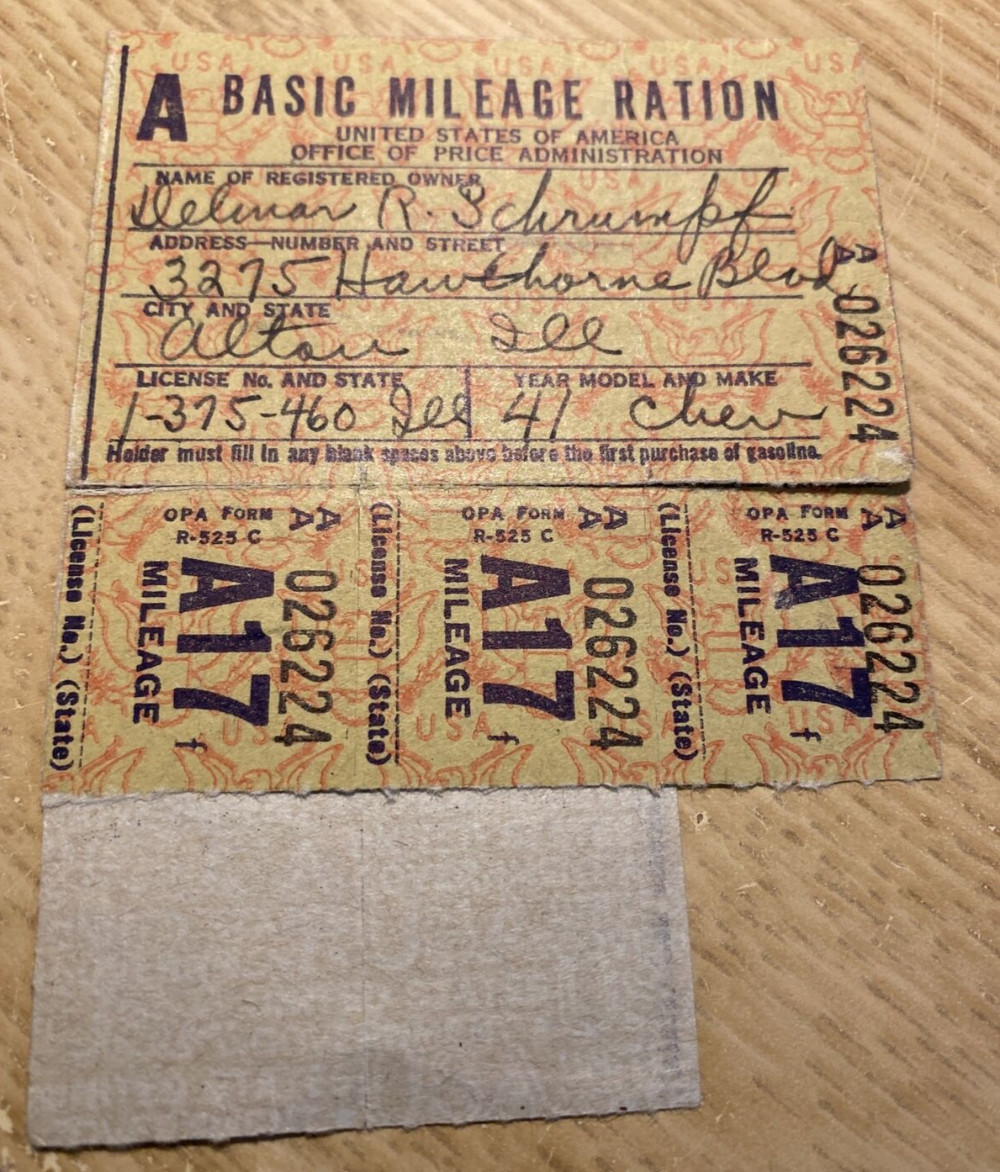 A BASIC MILEAGE RATION
UNITED STATES OF AMERICA
OFFICE OF PRICE ADMINISTRATION
NAME OF REGISTERED OWNER
Delmar R. Schrumpf
ADDRESS—NUMBER AND STREET
3275 Hawthorne Blvd
CITY AND STATE
Alton Ill
LICENSE No. AND STATE
1-375-460 Ill
YEAR MODEL AND MAKE
41 Chev
Holder must fill in any blank spaces above before the first purchase of gasoline.
AA 026224
(License No.) (State)
OPA FORM
R-525 C
MILEAGE
A17
f
AA 026224
(License No.) (State)
OPA FORM
R-525 C
MILEAGE
A17
f
AA 026224
(License No.) (State)
OPA FORM
R-525 C
MILEAGE
A17
f
AA 026224